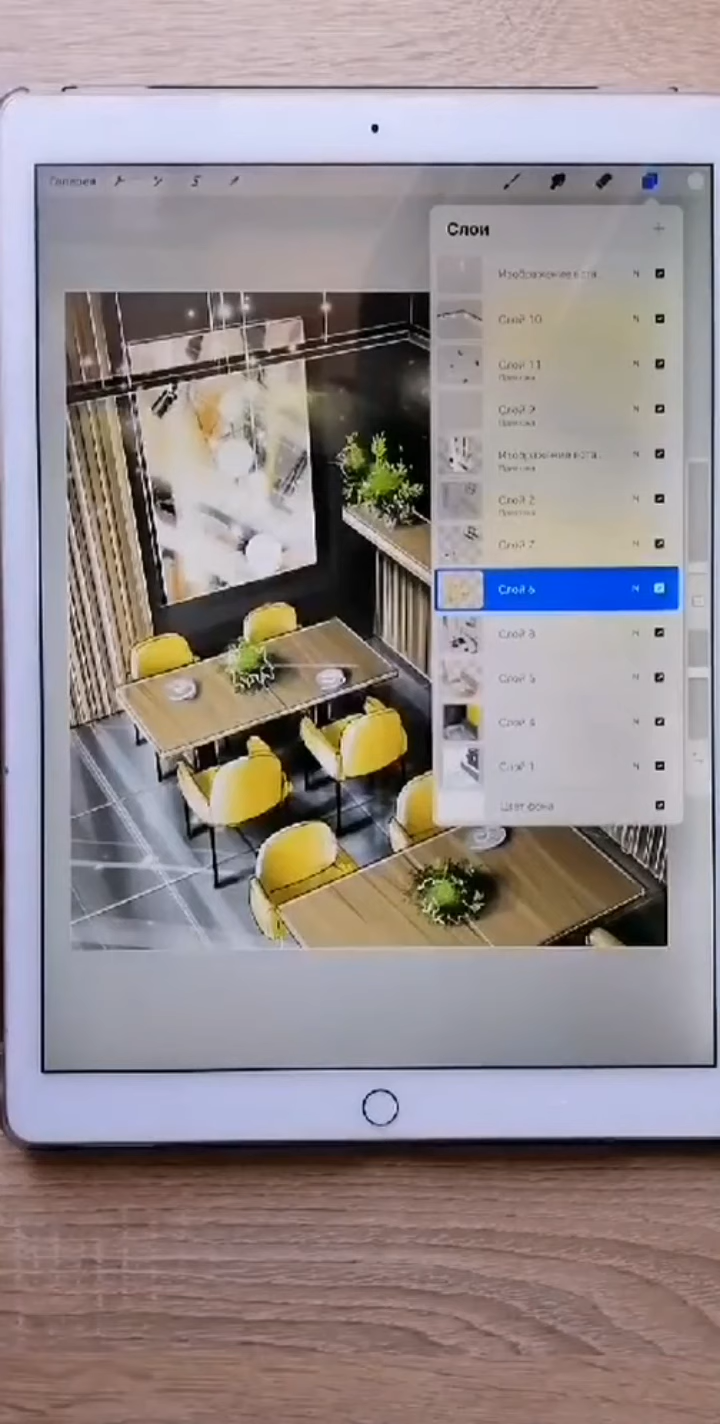 Галерея
Слои
Изображение вста...
N
Слой 10
N
Слой 11
N
Слой 9
N
Изображение вста...
N
Слой 2
N
Слой 7
N
Слой 6
N
Слой 8
N
Слой 5
N
Слой 4
N
Слой 1
N
Цвет фона